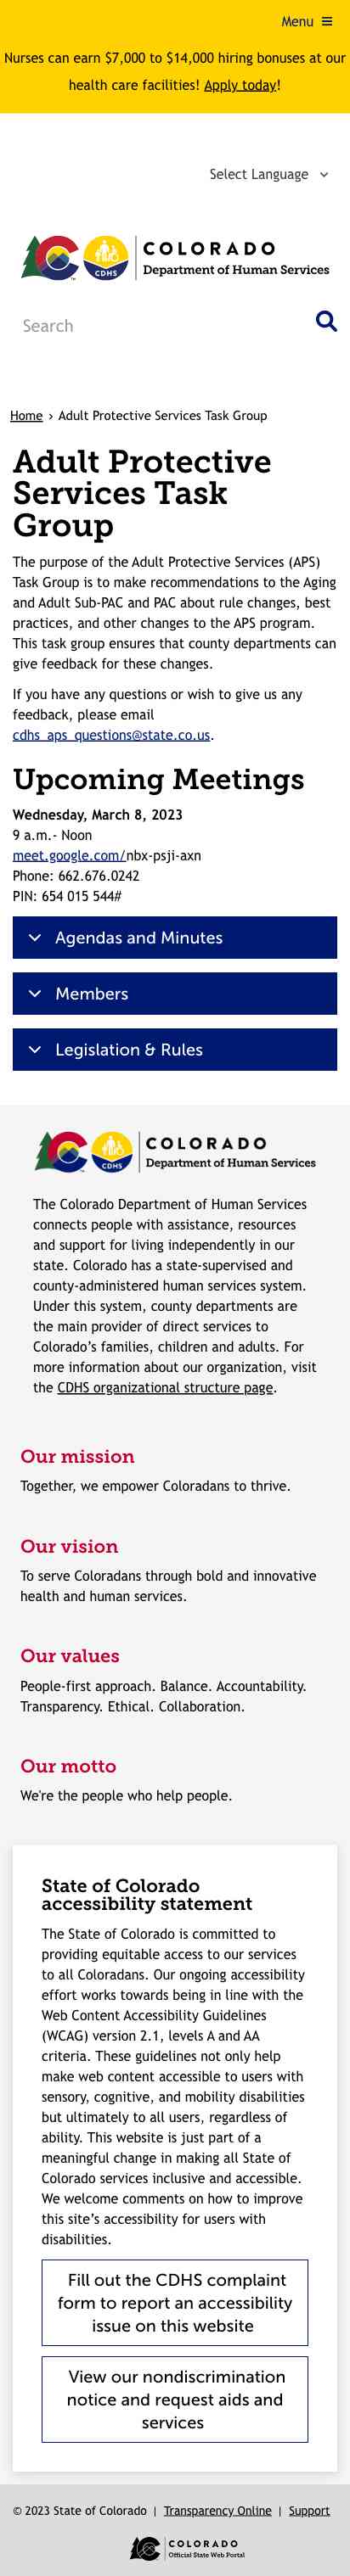 Menu
Nurses can earn $7,000 to $14,000 hiring bonuses at our
health care facilities! Apply today!
Select Language
C
CDHS
COLORADO
Department of Human Services
Search
Home › Adult Protective Services Task Group
Adult Protective
Services Task
Group
The purpose of the Adult Protective Services (APS)
Task Group is to make recommendations to the Aging
and Adult Sub-PAC and PAC about rule changes, best
practices, and other changes to the APS program.
This task group ensures that county departments can
give feedback for these changes.
If you have any questions or wish to give us any
feedback, please email
cdhs_aps_questions@state.co.us.
Upcoming Meetings
Wednesday, March 8, 2023
9 a.m.- Noon
meet.google.com/nbx-psji-axn
Phone: 662.676.0242
PIN: 654 015 544#
Agendas and Minutes
Members
Legislation & Rules
C
CDHS
COLORADO
Department of Human Services
The Colorado Department of Human Services
connects people with assistance, resources
and support for living independently in our
state. Colorado has a state-supervised and
county-administered human services system.
Under this system, county departments are
the main provider of direct services to
Colorado’s families, children and adults. For
more information about our organization, visit
the CDHS organizational structure page.
Our mission
Together, we empower Coloradans to thrive.
Our vision
To serve Coloradans through bold and innovative
health and human services.
Our values
People-first approach. Balance. Accountability.
Transparency. Ethical. Collaboration.
Our motto
We're the people who help people.
State of Colorado
accessibility statement
The State of Colorado is committed to
providing equitable access to our services
to all Coloradans. Our ongoing accessibility
effort works towards being in line with the
Web Content Accessibility Guidelines
(WCAG) version 2.1, levels A and AA
criteria. These guidelines not only help
make web content accessible to users with
sensory, cognitive, and mobility disabilities
but ultimately to all users, regardless of
ability. This website is just part of a
meaningful change in making all State of
Colorado services inclusive and accessible.
We welcome comments on how to improve
this site’s accessibility for users with
disabilities.
Fill out the CDHS complaint
form to report an accessibility
issue on this website
View our nondiscrimination
notice and request aids and
services
© 2023 State of Colorado | Transparency Online | Support
C
COLORADO
Official State Web Portal